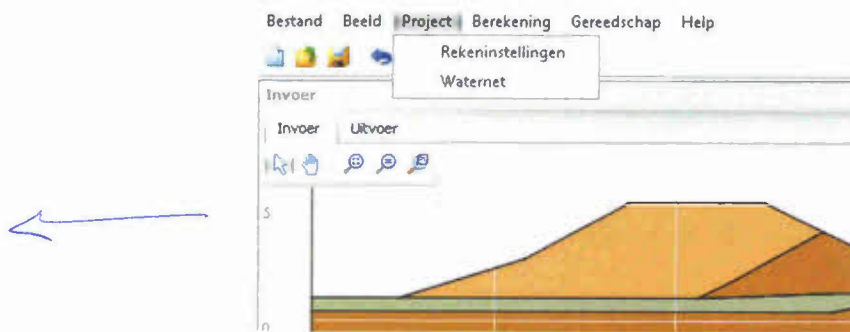 Bestand Beeld Project Berekening Gereedschap Help
Rekeninstellingen
Waternet
Invoer
Invoer Uitvoer
5
0